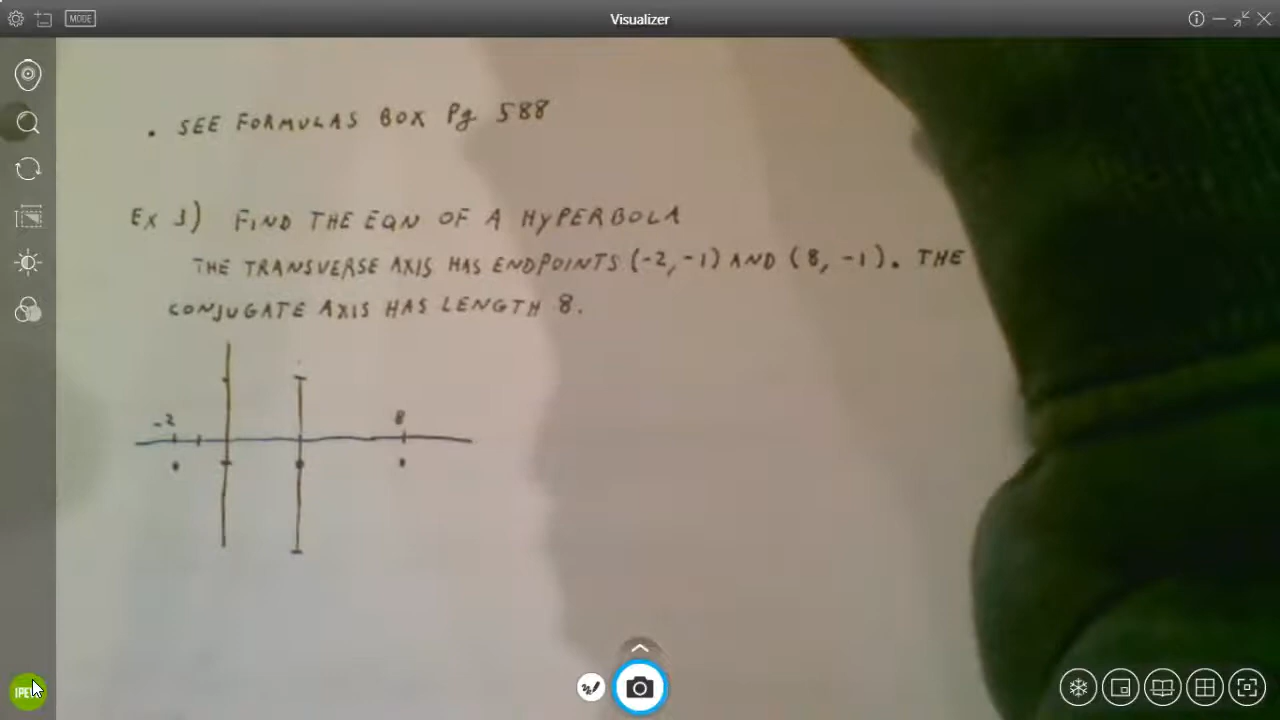 MODE
Visualizer
. SEE FORMULAS BOX Pg 588
Ex 1) FIND THE EQN OF A HYPERBOLA
THE TRANSVERSE AXIS HAS ENDPOINTS (-2, -1) AND (8, -1). THE
CONJUGATE AXIS HAS LENGTH 8.
-2 8